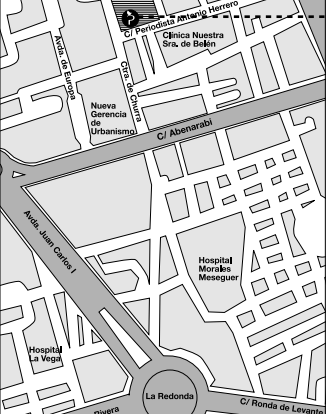 C/ Periodista Antonio Herrero
Clínica Nuestra
Sra. de Belén
Avda. de Europa
Ctra. de Churra
Nueva
Gerencia
de
Urbanismo
C/ Abenarabi
Avda. Juan Carlos I
Hospital
Morales
Meseguer
Hospital
La Vega
La Redonda
C/ Ronda de Levante
Rivera